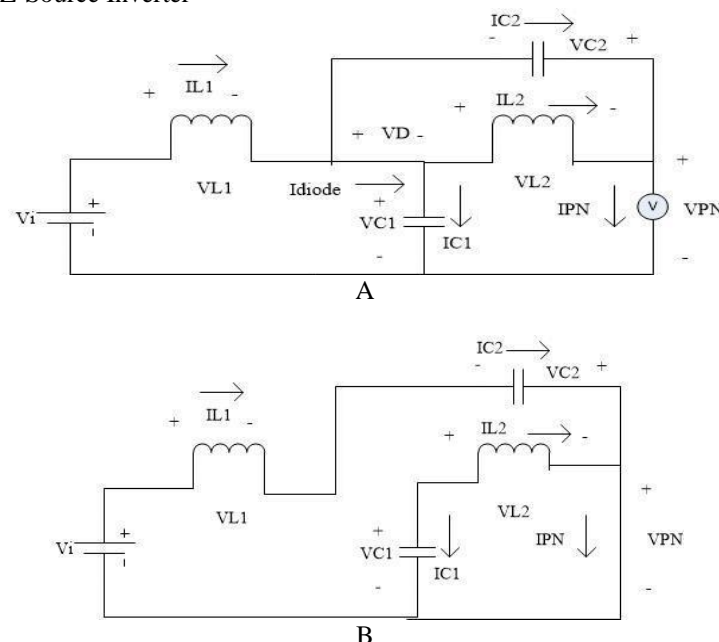 Z-Source Inverter
IC2
- VC2 +
IL1
+ -
IL2
+ -
+ VD -
VL1
Idiode
VL2
+
Vi + -
+
VC1
-
IC1
IPN
V
VPN
-
A
IC2
- VC2 +
IL1
+ -
IL2
+ -
VL1
VL2
+
Vi + -
+
VC1
-
IC1
IPN
VPN
-
B